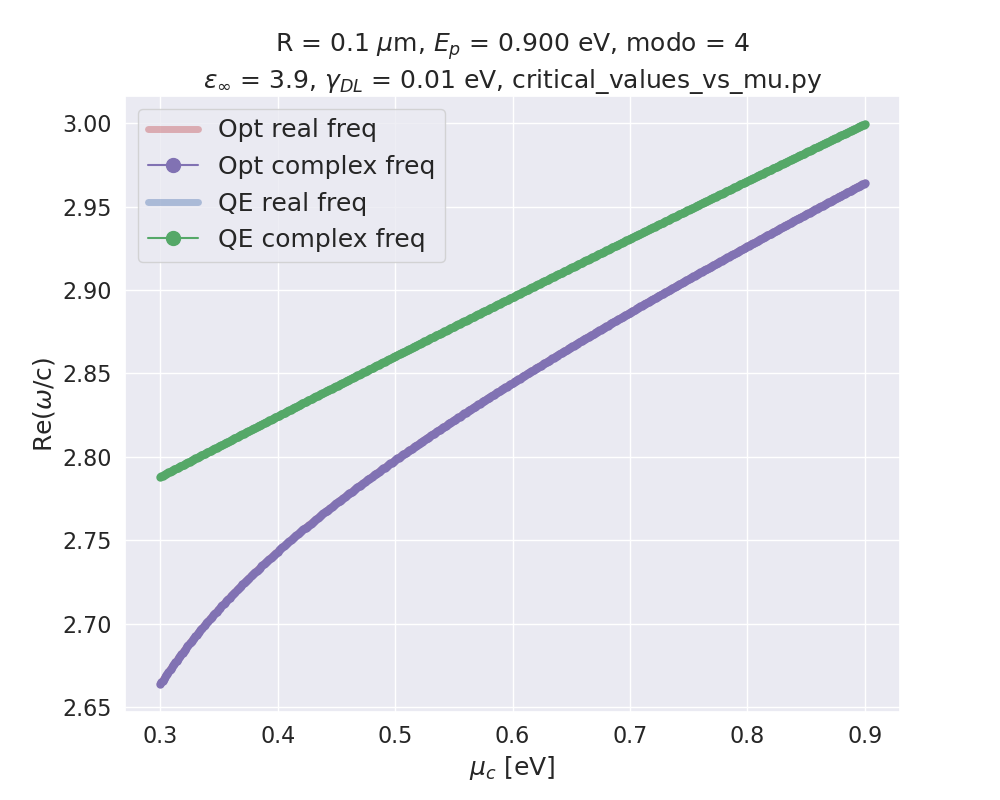 R = 0.1 μm, E_p = 0.900 eV, modo = 4
ε_∞ = 3.9, γ_DL = 0.01 eV, critical_values_vs_mu.py
Opt real freq
Opt complex freq
QE real freq
QE complex freq
3.00
2.95
2.90
2.85
2.80
2.75
2.70
2.65
Re(ω/c)
0.3 0.4 0.5 0.6 0.7 0.8 0.9
μ_c [eV]